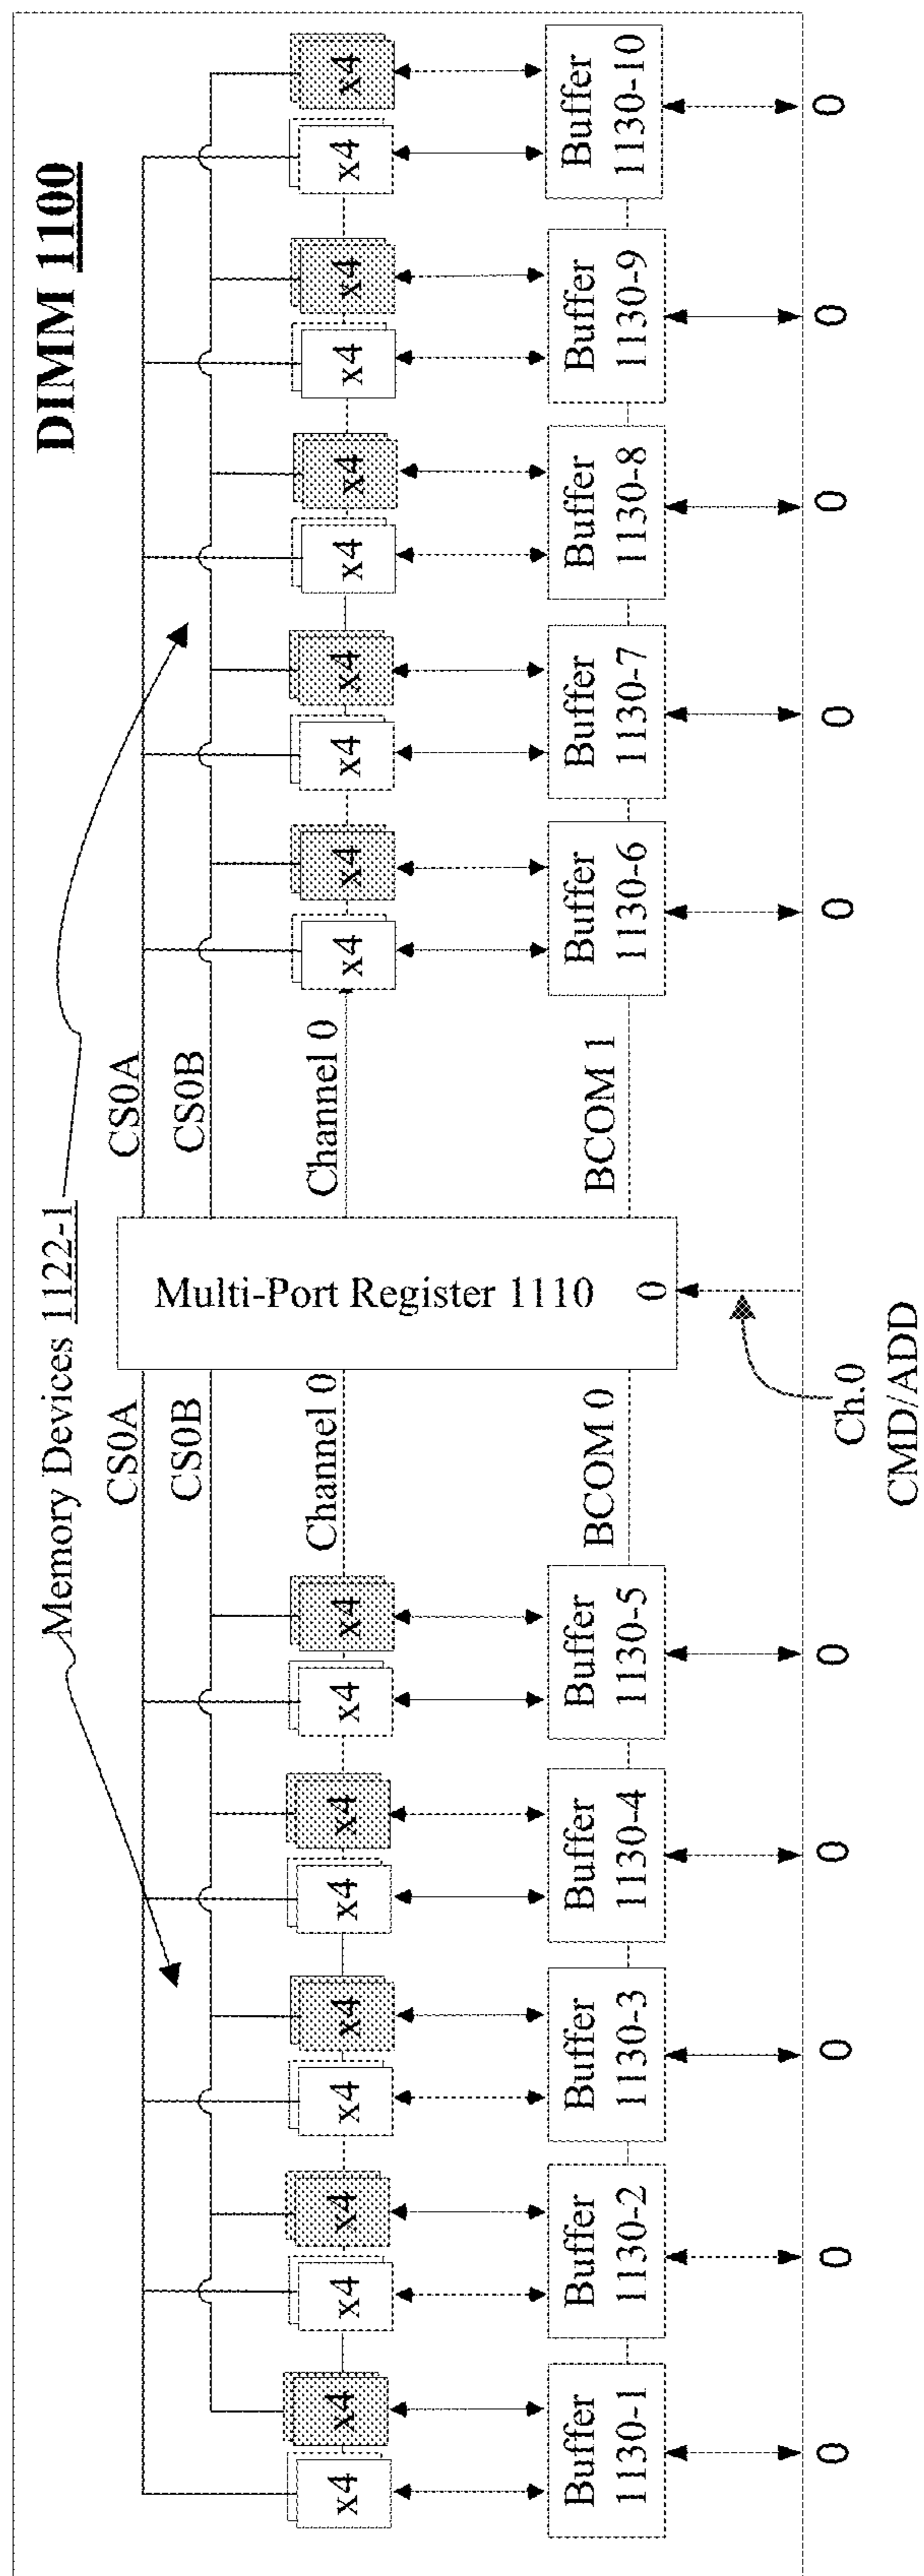 DIMM 1100
Memory Devices 1122-1
CS0A
CS0A
CS0B
CS0B
x4 x4 x4 x4 x4 x4 x4 x4 x4 x4
Channel 0
Channel 0
x4 x4 x4 x4 x4 x4 x4 x4 x4 x4
Multi-Port Register 1110
0
BCOM 0
BCOM 1
Buffer
1130-1
Buffer
1130-2
Buffer
1130-3
Buffer
1130-4
Buffer
1130-5
Buffer
1130-6
Buffer
1130-7
Buffer
1130-8
Buffer
1130-9
Buffer
1130-10
0 0 0 0 0
Ch.0
CMD/ADD
0 0 0 0 0